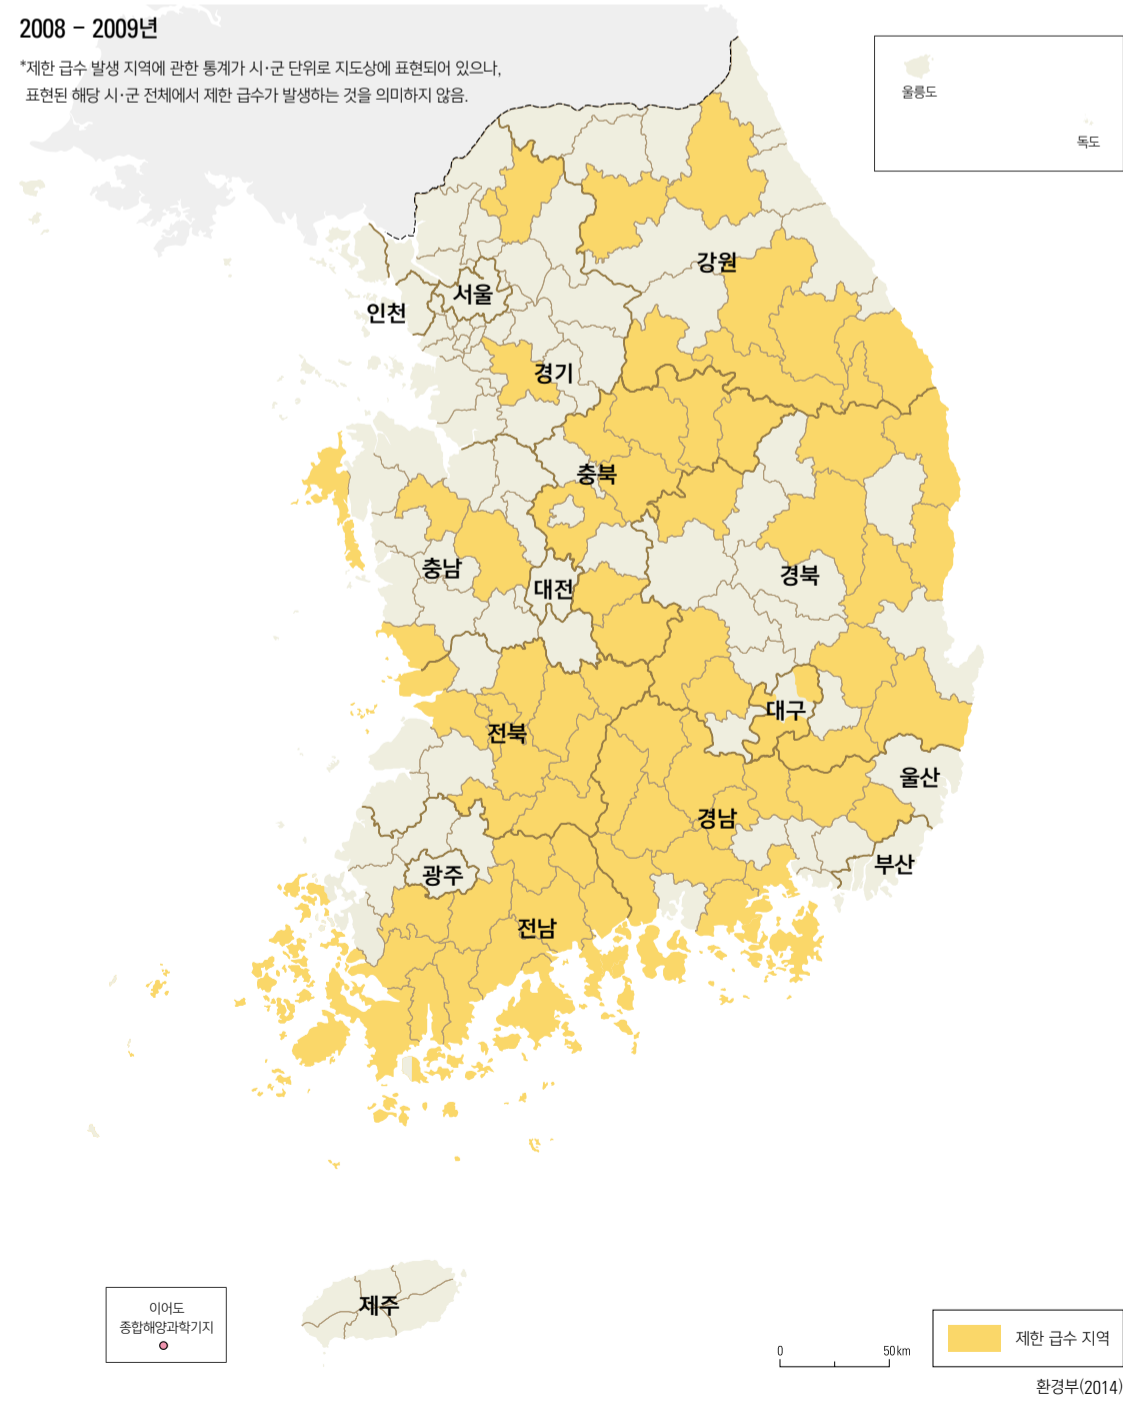 2008 – 2009년
*제한 급수 발생 지역에 관한 통계가 시·군 단위로 지도상에 표현되어 있으나,
표현된 해당 시·군 전체에서 제한 급수가 발생하는 것을 의미하지 않음.
울릉도
독도
강원
서울
인천
경기
충북
충남
대전
경북
대구
전북
울산
경남
부산
광주
전남
제주
이어도
종합해양과학기지
0 50km
제한 급수 지역
환경부(2014)